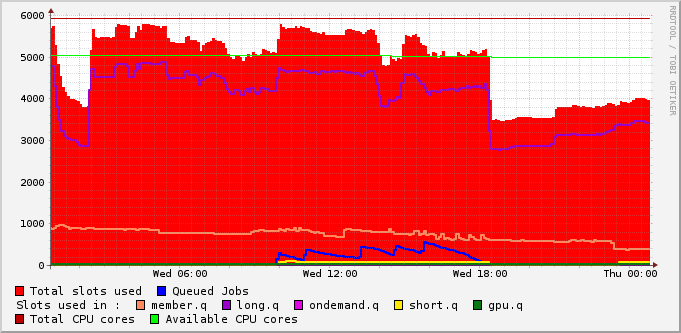 RRDTOOL / TOBI OETIKER
6000
5000
4000
3000
2000
1000
0
Wed 06:00 Wed 12:00 Wed 18:00 Thu 00:00
Total slots used Queued Jobs
Slots used in : member.q long.q ondemand.q short.q gpu.q
Total CPU cores Available CPU cores